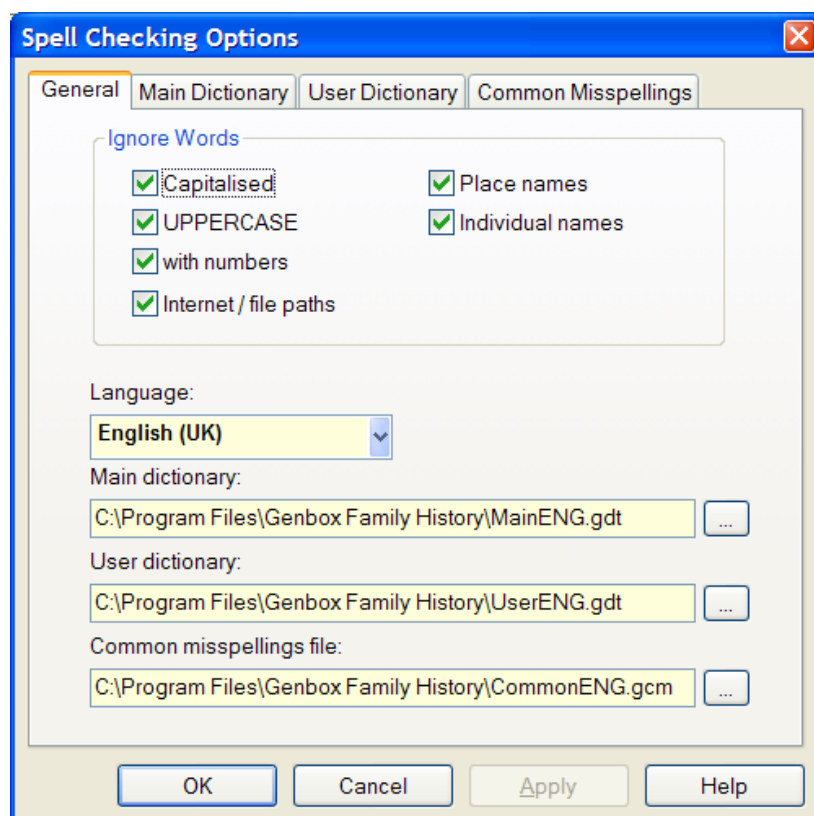 Spell Checking Options
General Main Dictionary User Dictionary Common Misspellings
Ignore Words
Capitalised Place names
UPPERCASE Individual names
with numbers
Internet / file paths
Language:
English (UK)
Main dictionary:
C:\Program Files\Genbox Family History\MainENG.gdt ...
User dictionary:
C:\Program Files\Genbox Family History\UserENG.gdt ...
Common misspellings file:
C:\Program Files\Genbox Family History\CommonENG.gcm ...
OK Cancel Apply Help